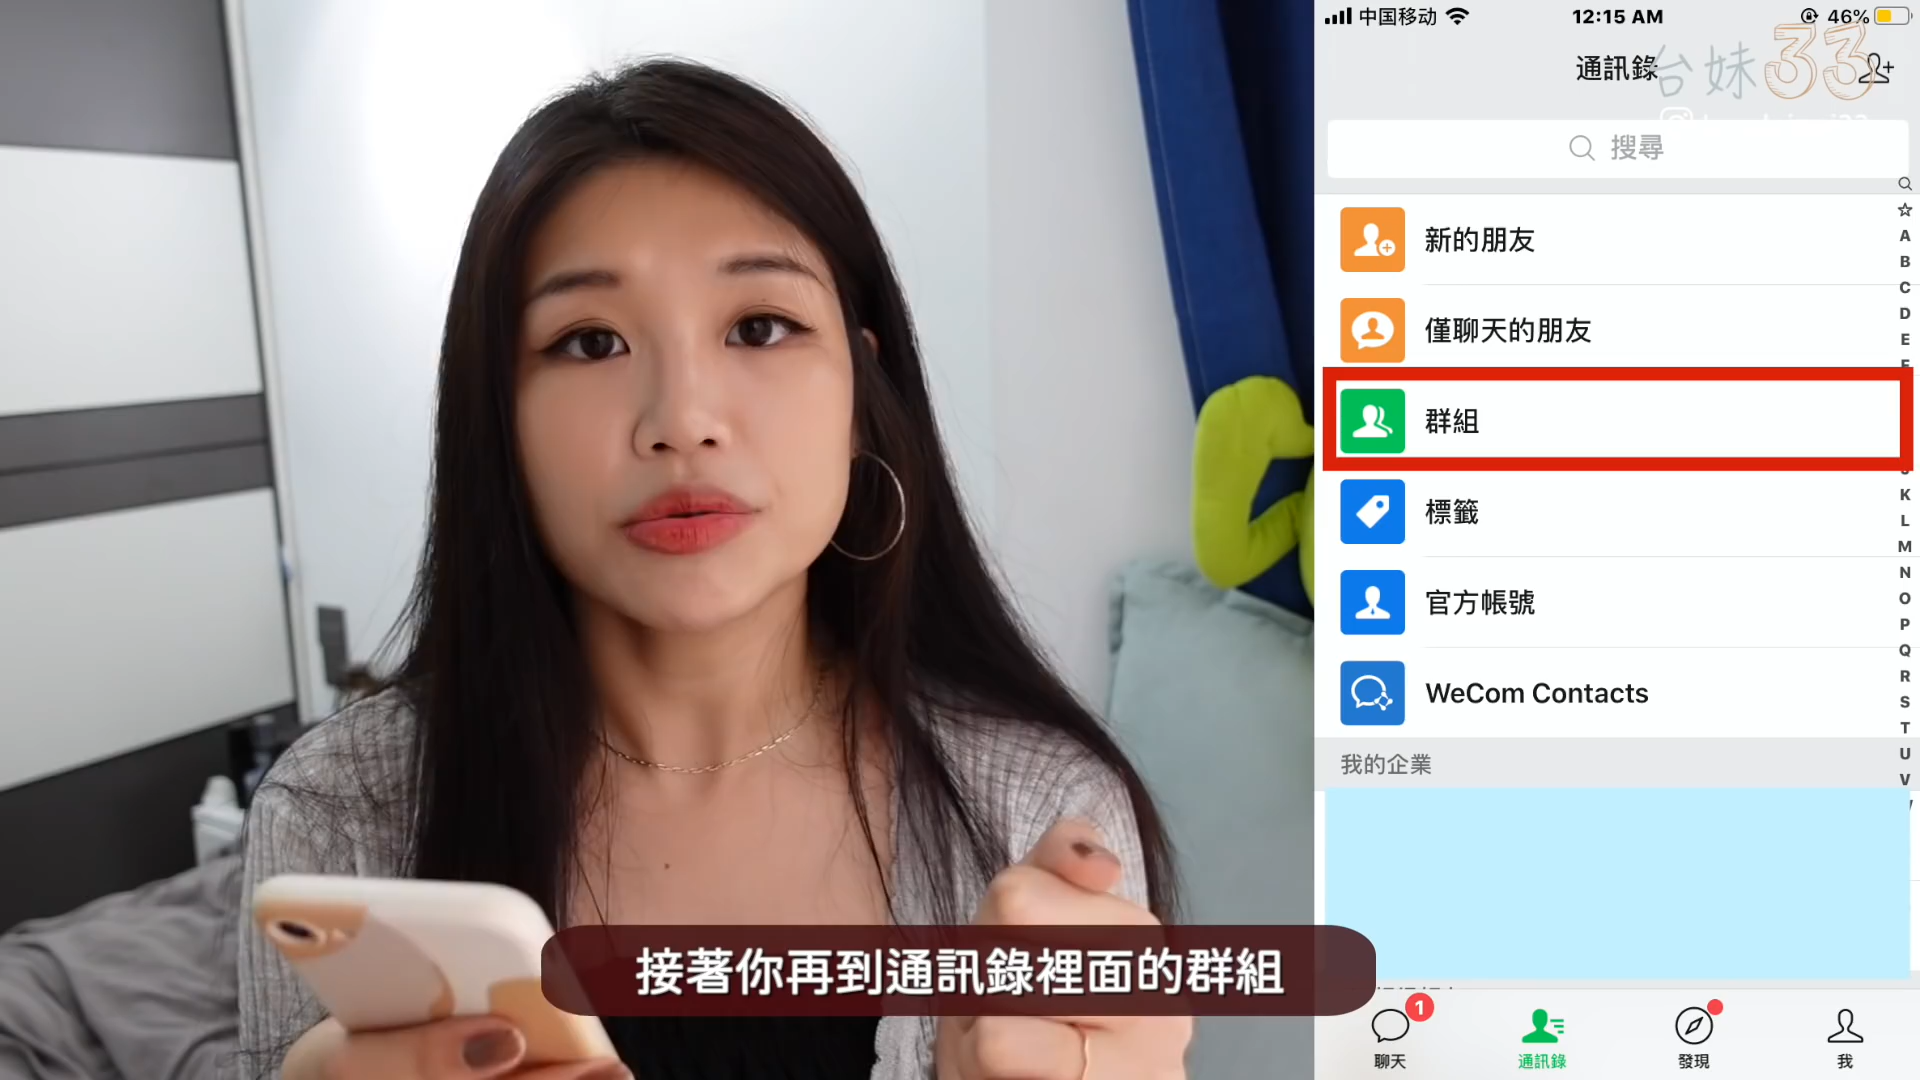 中国移动
12:15 AM
46%
通訊錄
台妹33
搜尋
新的朋友
僅聊天的朋友
群組
標籤
官方帳號
WeCom Contacts
我的企業
A
B
C
D
E
F
K
L
M
N
O
P
Q
R
S
T
U
V
接著你再到通訊錄裡面的群組
1
聊天
通訊錄
發現
我